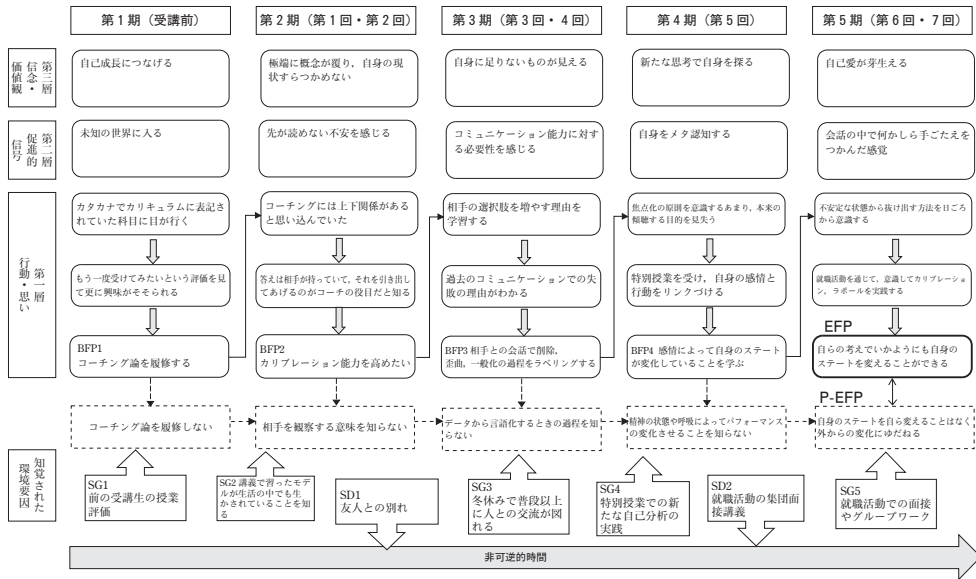 第1期（受講前）
第2期（第1回・第2回）
第3期（第3回・4回）
第4期（第5回）
第5期（第6回・7回）
第三層
信念・
価値観
自己成長につなげる
極端に概念が覆り，自身の現
状すらつかめない
自身に足りないものが見える
新たな思考で自身を探る
自己愛が芽生える
第二層
促進的
信号
未知の世界に入る
先が読めない不安を感じる
コミュニケーション能力に対す
る必要性を感じる
自身をメタ認知する
会話の中で何かしら手ごたえを
つかんだ感覚
第一層
行動・思い
カタカナでカリキュラムに表記さ
れていた科目に目が行く
コーチングには上下関係がある
と思い込んでいた
相手の選択肢を増やす理由を
学習する
焦点化の原則を意識するあまり，本来の
傾聴する目的を見失う
不安定な状態から抜け出す方法を日ごろ
から意識する
もう一度受けてみたいという評価を見
て更に興味がそそられる
答えは相手が持っていて，それを引き出し
てあげるのがコーチの役目だと知る
過去のコミュニケーションでの失
敗の理由がわかる
特別授業を受け，自身の感情と
行動をリンクづける
就職活動を通じて，意識してカリブレーショ
ン，ラポールを実践する
EFP
BFP1
コーチング論を履修する
BFP2
カリブレーション能力を高めたい
BFP3 相手との会話で削除，
歪曲，一般化の過程をラベリングする
BFP4 感情によって自身のステート
が変化していることを学ぶ
自らの考えでいかようにも自身の
ステートを変えることができる
P-EFP
コーチング論を履修しない
相手を観察する意味を知らない
データから言語化するときの過程を知
らない
精神の状態や呼吸によってパフォーマンス
の変化させることを知らない
自身のステートを自ら変えることはなく
外からの変化にゆだねる
知覚された
環境要因
SG1
前の受講生の授業
評価
SG2 講義で習ったモデ
ルが生活の中でも生
かされていることを知
る
SD1
友人との別れ
SG3
冬休みで普段以上
に人との交流が図
れる
SG4
特別授業での新
たな自己分析の
実践
SD2
就職活動の集団面
接講義
SG5
就職活動での面接
やグループワーク
非可逆的時間